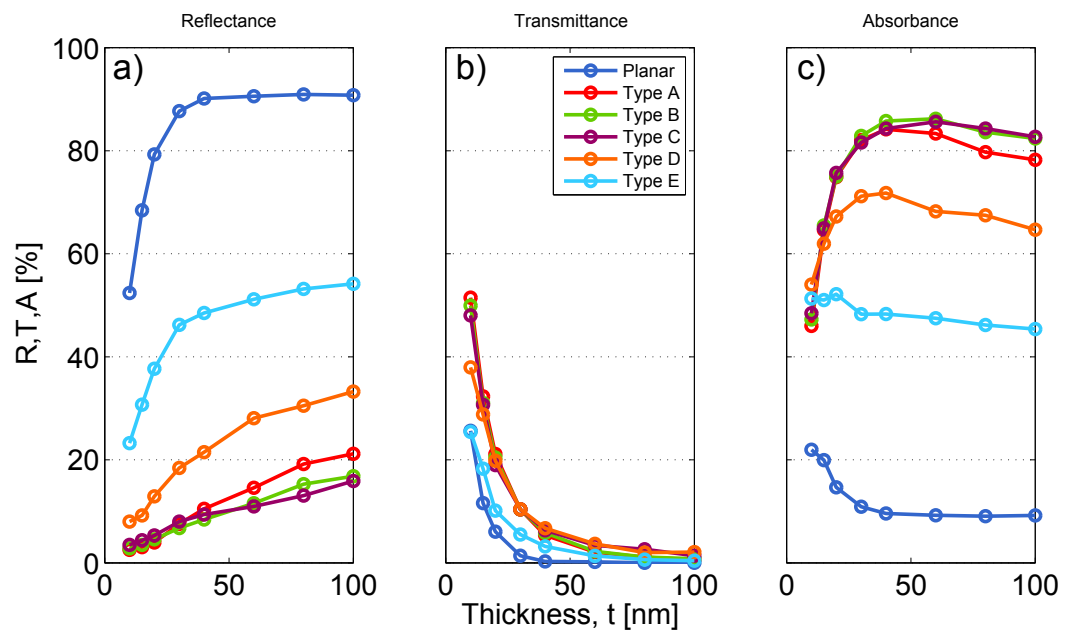 Reflectance
Transmittance
Absorbance
a)
b)
c)
Planar
Type A
Type B
Type C
Type D
Type E
R,T,A [%]
100
80
60
40
20
0
0
50
100
0
50
100
0
50
100
Thickness, t [nm]